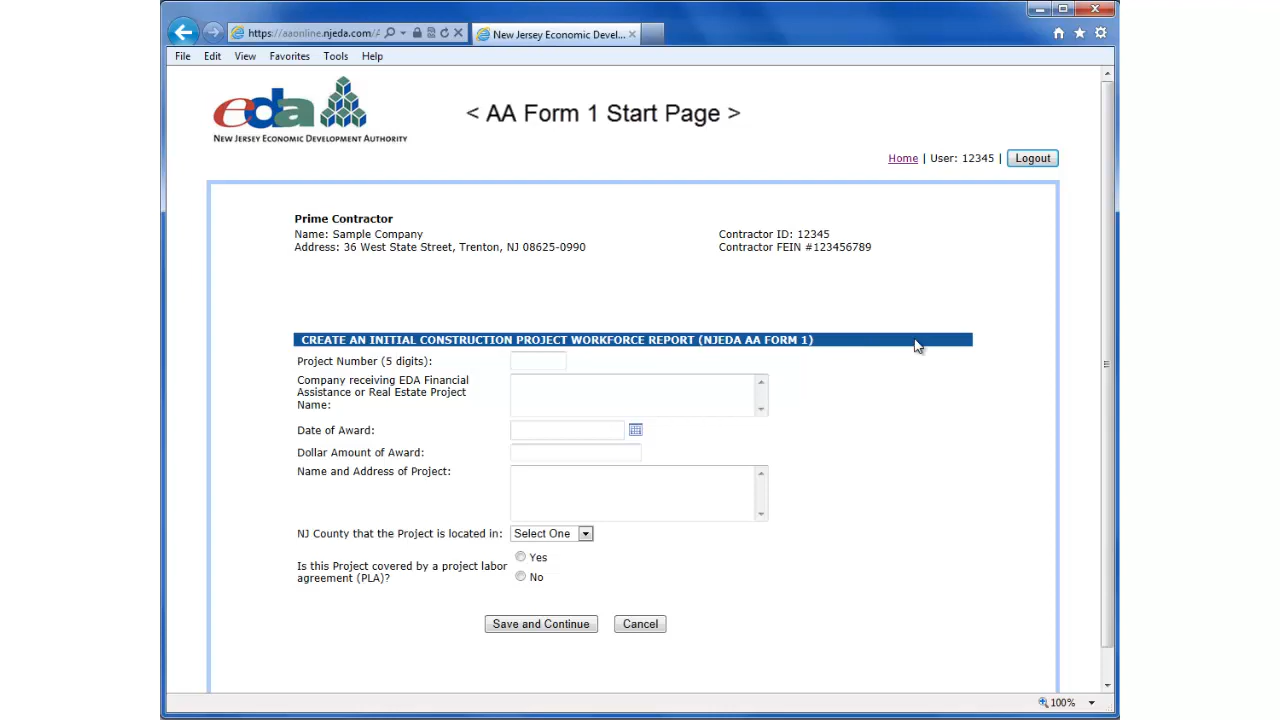 https://aaonline.njeda.com/
New Jersey Economic Devel...
File Edit View Favorites Tools Help
eda
NEW JERSEY ECONOMIC DEVELOPMENT AUTHORITY
< AA Form 1 Start Page >
Home | User: 12345 | Logout
Prime Contractor
Name: Sample Company
Contractor ID: 12345
Address: 36 West State Street, Trenton, NJ 08625-0990
Contractor FEIN #123456789
CREATE AN INITIAL CONSTRUCTION PROJECT WORKFORCE REPORT (NJEDA AA FORM 1)
Project Number (5 digits):
Company receiving EDA Financial
Assistance or Real Estate Project
Name:
Date of Award:
Dollar Amount of Award:
Name and Address of Project:
NJ County that the Project is located in: Select One
Is this Project covered by a project labor
agreement (PLA)?
Yes
No
Save and Continue
Cancel
100%